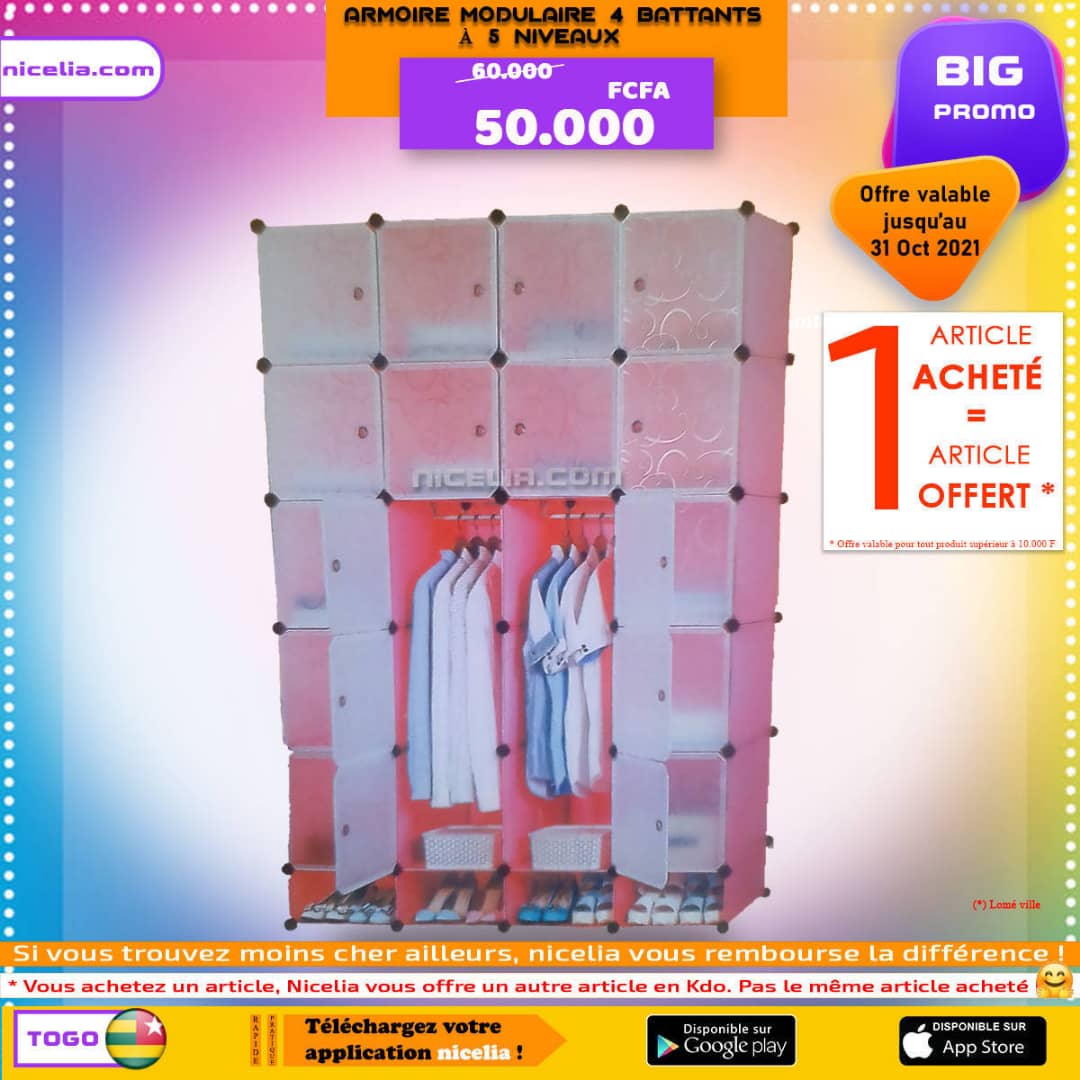 ARMOIRE MODULAIRE 4 BATTANTS
À 5 NIVEAUX
nicelia.com
60.000
FCFA
50.000
BIG
PROMO
Offre valable
jusqu'au
31 Oct 2021
1 ARTICLE
ACHETÉ
=
ARTICLE
OFFERT *
* Offre valable pour tout produit supérieur à 10.000 F
NICELIA.COM
(*) Lomé ville
Si vous trouvez moins cher ailleurs, nicelia vous rembourse la différence !
* Vous achetez un article, Nicelia vous offre un autre article en Kdo. Pas le même article acheté 🤗
TOGO
RAPIDE
PRATIQUE
Téléchargez votre
application nicelia !
Disponible sur
Google play
DISPONIBLE SUR
App Store